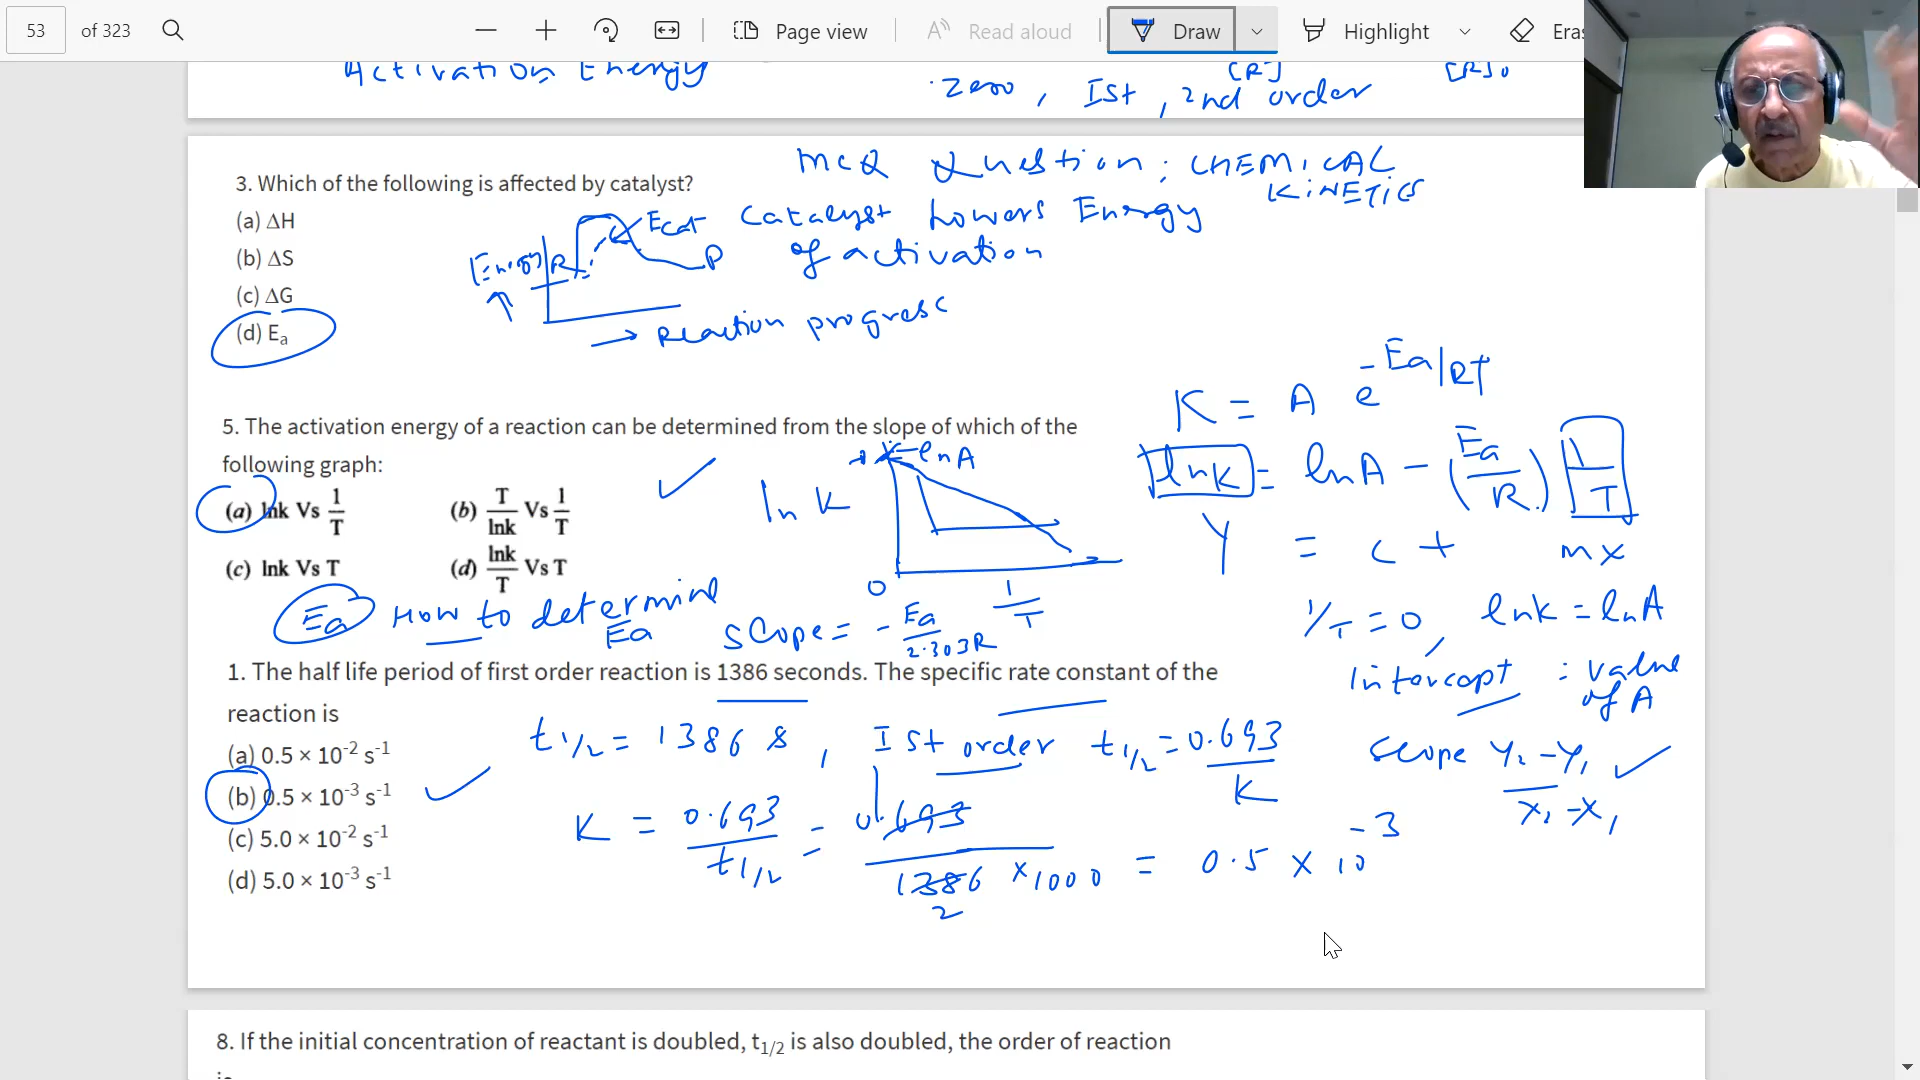 53 of 323 Page view Read aloud Draw Highlight Eras
Activation Energy
[R] [R]0
Zero, Ist, 2nd order
MCQ Question : CHEMICAL
KiNETICS
3. Which of the following is affected by catalyst?
(a) ΔH
(b) ΔS
(c) ΔG
(d) Ea
Catalyst Lowers Energy
of activation
Energy
R
Ecat
P
→ Reaction progress
K = A e^-Ea/RT
lnK = lnA - (Ea/R) 1/T
Y = c + mx
1/T = 0, lnk = lnA
intercept : value
of A
5. The activation energy of a reaction can be determined from the slope of which of the
following graph:
(a) lnk Vs 1/T (b) T/lnk Vs 1/T
(c) lnk Vs T (d) lnk/T Vs T
lnA
ln K
0
1/T
Ea How to determine
Ea
slope = - Ea/2.303R
1. The half life period of first order reaction is 1386 seconds. The specific rate constant of the
reaction is
(a) 0.5 × 10^-2 s^-1
(b) 0.5 × 10^-3 s^-1
(c) 5.0 × 10^-2 s^-1
(d) 5.0 × 10^-3 s^-1
t1/2 = 1386 s, Ist order t1/2 = 0.693/K
K = 0.693/t1/2 = 0.693/1386 × 1000 = 0.5 × 10^-3
2
8. If the initial concentration of reactant is doubled, t1/2 is also doubled, the order of reaction